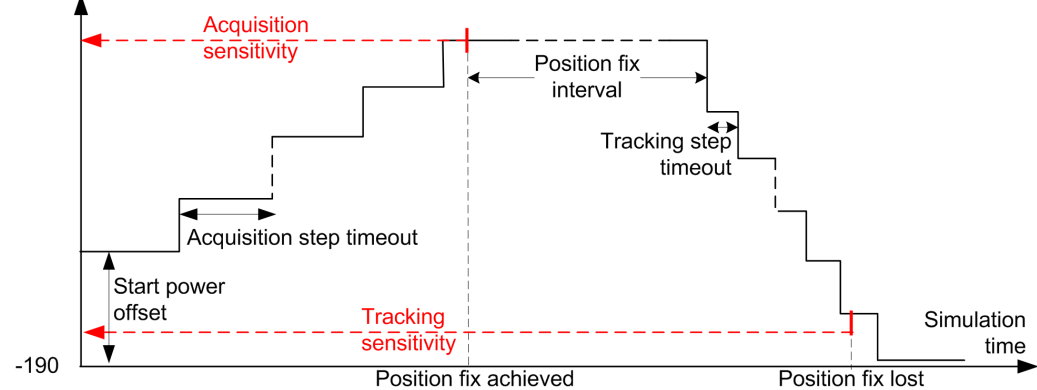 Acquisition
sensitivity
Position fix
interval
Tracking step
timeout
Acquisition step timeout
Start power
offset
Tracking
sensitivity
Simulation
time
-190
Position fix achieved
Position fix lost